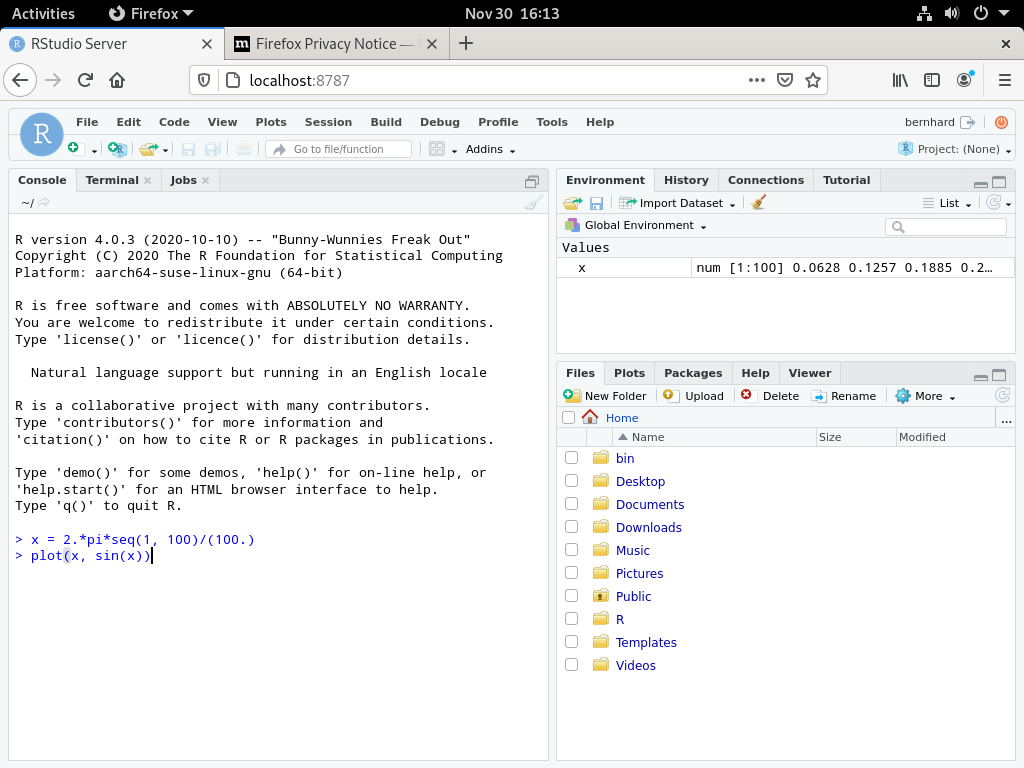 Activities Firefox Nov 30 16:13
RStudio Server Firefox Privacy Notice —
localhost:8787
R File Edit Code View Plots Session Build Debug Profile Tools Help bernhard
Go to file/function Addins Project: (None)
Console Terminal Jobs
~/
R version 4.0.3 (2020-10-10) -- "Bunny-Wunnies Freak Out"
Copyright (C) 2020 The R Foundation for Statistical Computing
Platform: aarch64-suse-linux-gnu (64-bit)
R is free software and comes with ABSOLUTELY NO WARRANTY.
You are welcome to redistribute it under certain conditions.
Type 'license()' or 'licence()' for distribution details.
Natural language support but running in an English locale
R is a collaborative project with many contributors.
Type 'contributors()' for more information and
'citation()' on how to cite R or R packages in publications.
Type 'demo()' for some demos, 'help()' for on-line help, or
'help.start()' for an HTML browser interface to help.
Type 'q()' to quit R.
> x = 2.*pi*seq(1, 100)/(100.)
> plot(x, sin(x))
Environment History Connections Tutorial
Import Dataset List
Global Environment
Values
x num [1:100] 0.0628 0.1257 0.1885 0.2…
Files Plots Packages Help Viewer
New Folder Upload Delete Rename More
Home ...
Name Size Modified
bin
Desktop
Documents
Downloads
Music
Pictures
Public
R
Templates
Videos